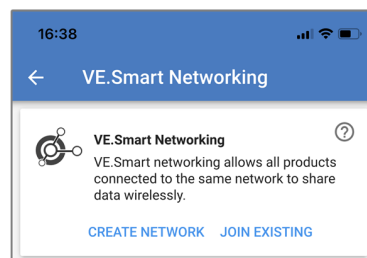 16:38
VE.Smart Networking
VE.Smart Networking
VE.Smart networking allows all products
connected to the same network to share
data wirelessly.
CREATE NETWORK JOIN EXISTING